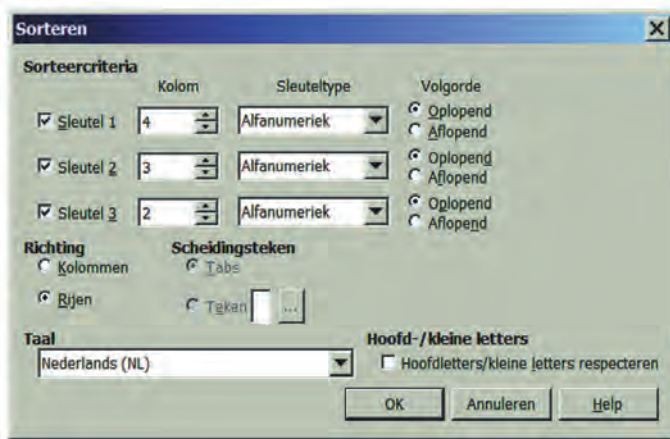 Sorteren
Sorteercriteria
Kolom Sleuteltype Volgorde
Sleutel 1 4 Alfanumeriek Oplopend
Aflopend
Sleutel 2 3 Alfanumeriek Oplopend
Aflopend
Sleutel 3 2 Alfanumeriek Oplopend
Aflopend
Richting Scheidingsteken
Kolommen Tabs
Rijen Teken ...
Taal Hoofd-/kleine letters
Nederlands (NL) Hoofdletters/kleine letters respecteren
OK Annuleren Help